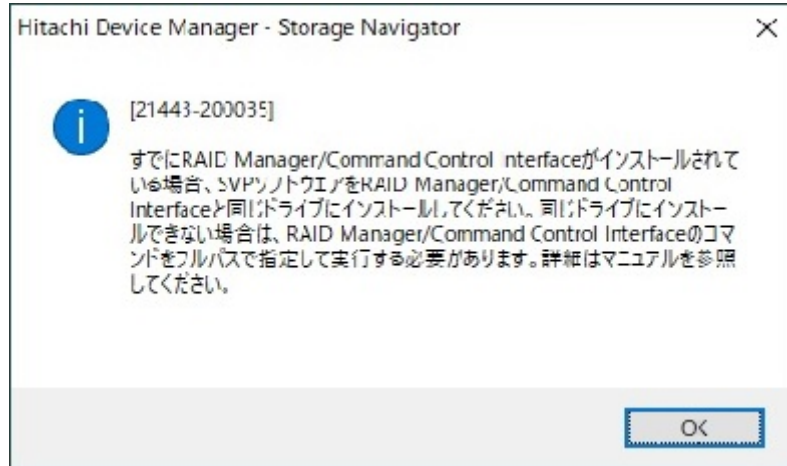 Hitachi Device Manager - Storage Navigator
[21443-200035]
すでにRAID Manager/Command Control Interfaceがインストールされて
いる場合、SVPソフトウエアをRAID Manager/Command Control
Interfaceと同じドライブにインストールしてください。同じドライブにインストー
ルできない場合は、RAID Manager/Command Control Interfaceのコマ
ンドをフルパスで指定して実行する必要があります。詳細はマニュアルを参照
してください。
OK